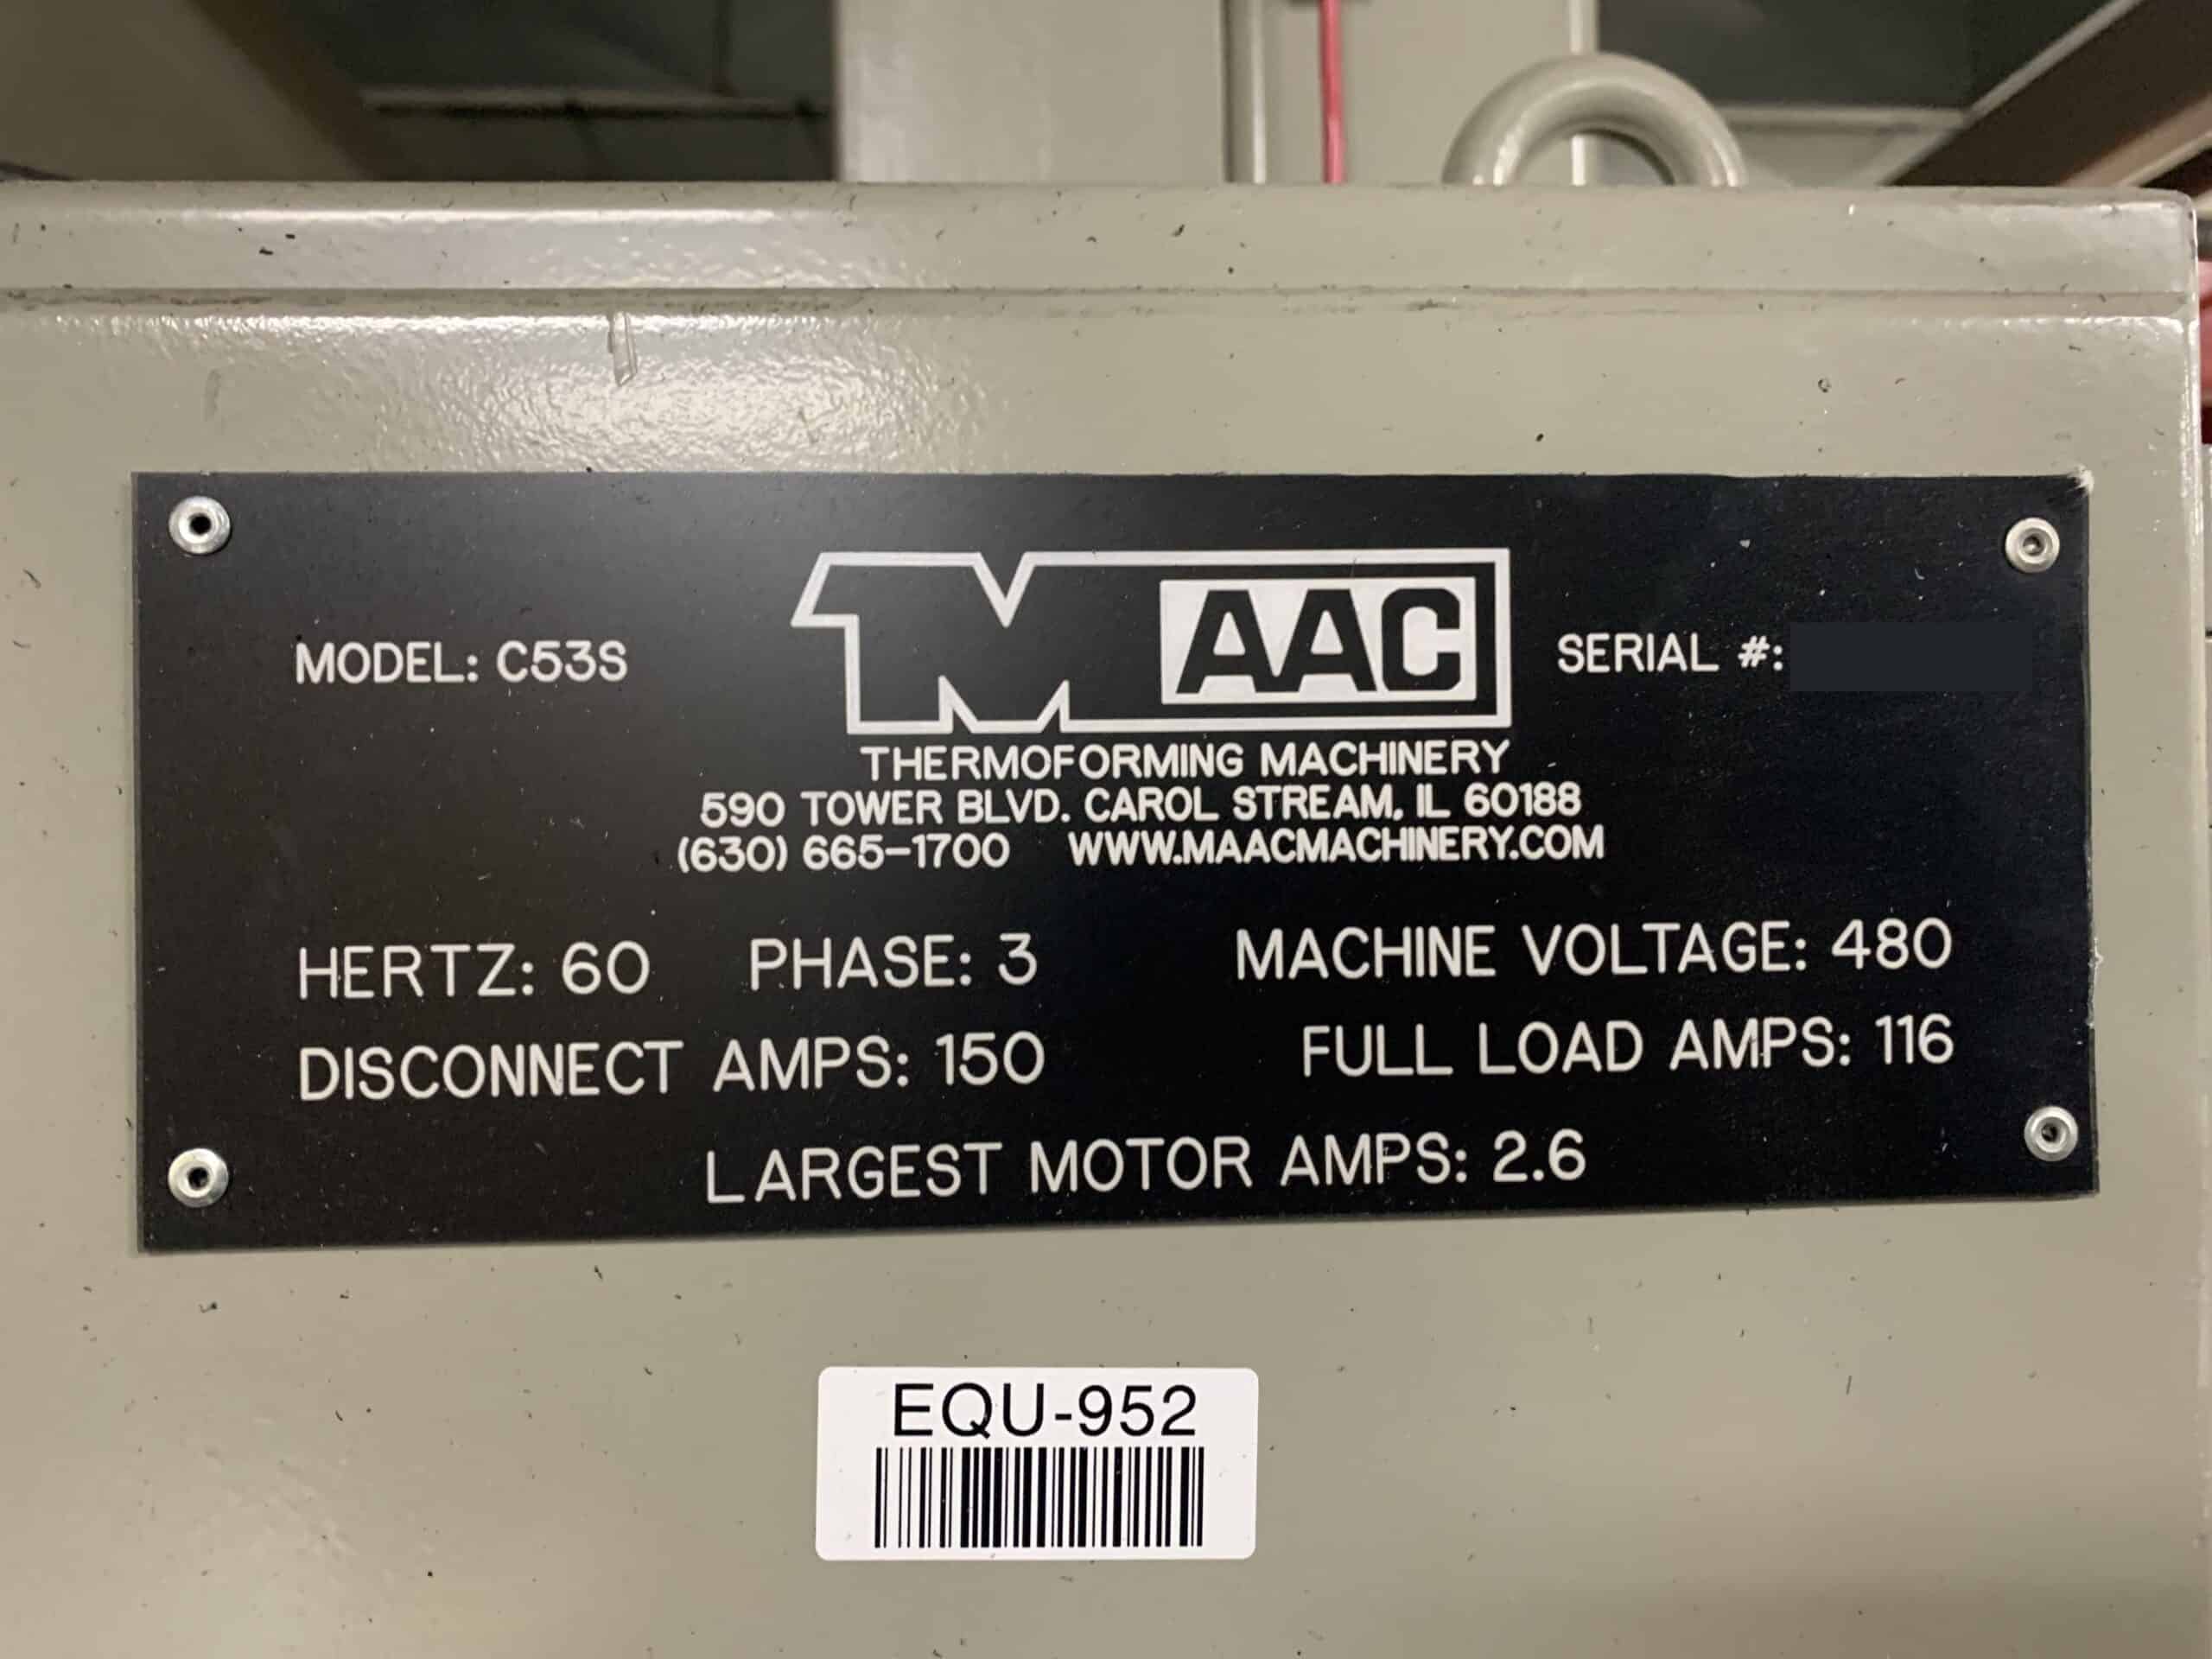 MODEL: C53S
MAAC
SERIAL #:
THERMOFORMING MACHINERY
590 TOWER BLVD. CAROL STREAM, IL 60188
(630) 665-1700 WWW.MAACMACHINERY.COM
HERTZ: 60 PHASE: 3 MACHINE VOLTAGE: 480
DISCONNECT AMPS: 150 FULL LOAD AMPS: 116
LARGEST MOTOR AMPS: 2.6
EQU-952